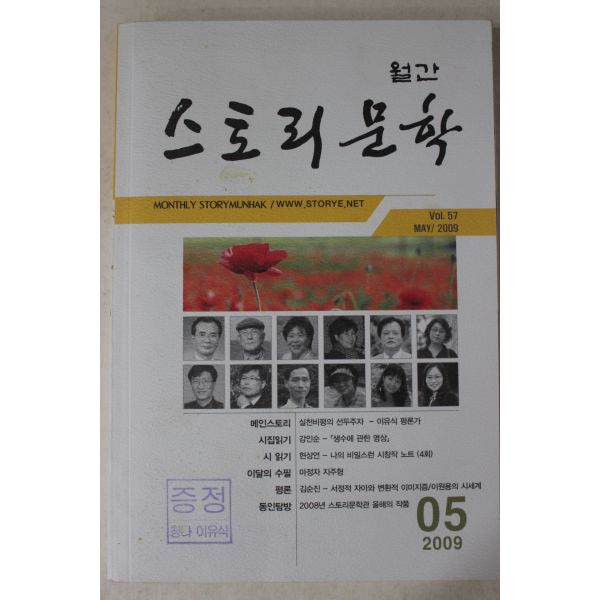 월간
스토리문학
MONTHLY STORYMUNHAK / WWW.STORYE.NET
Vol. 57
MAY/ 2009
메인스토리 실천비평의 선두주자 - 이유식 평론가
시집읽기 강인순 - 「생수에 관한 명상」
시 읽기 현상언 - 나의 비밀스런 시창작 노트 (4회)
이달의 수필 마정자 지주형
평론 김순진 - 서정적 자아와 변환적 이미지즘/이원용의 시세계
동인탐방 2008년 스토리문학관 올해의 작품
증정
청다 이유식
05
2009